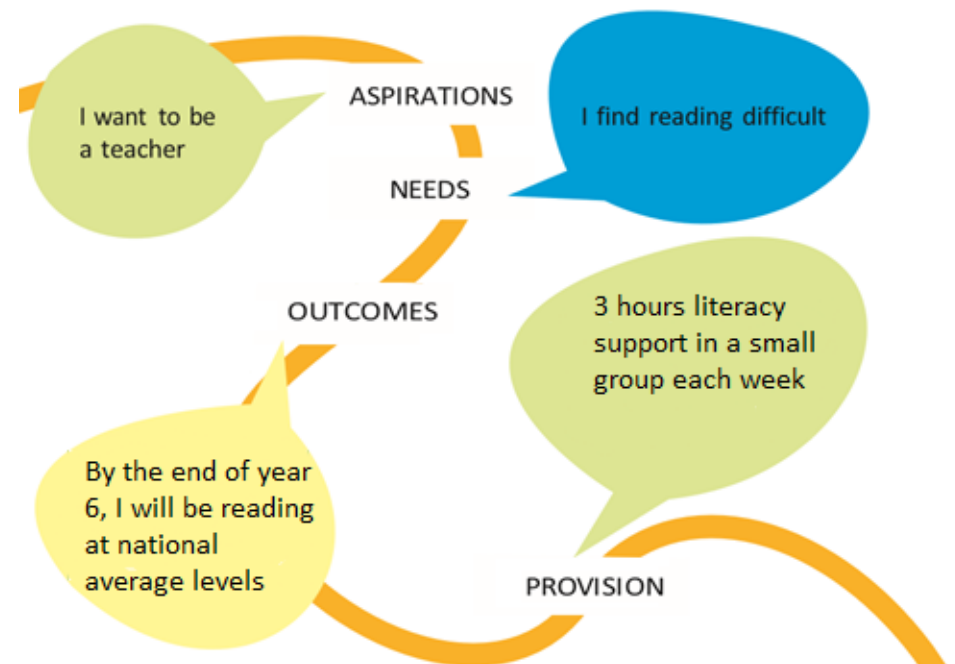 ASPIRATIONS
I want to be
a teacher
NEEDS
I find reading difficult
OUTCOMES
By the end of year
6, I will be reading
at national
average levels
PROVISION
3 hours literacy
support in a small
group each week